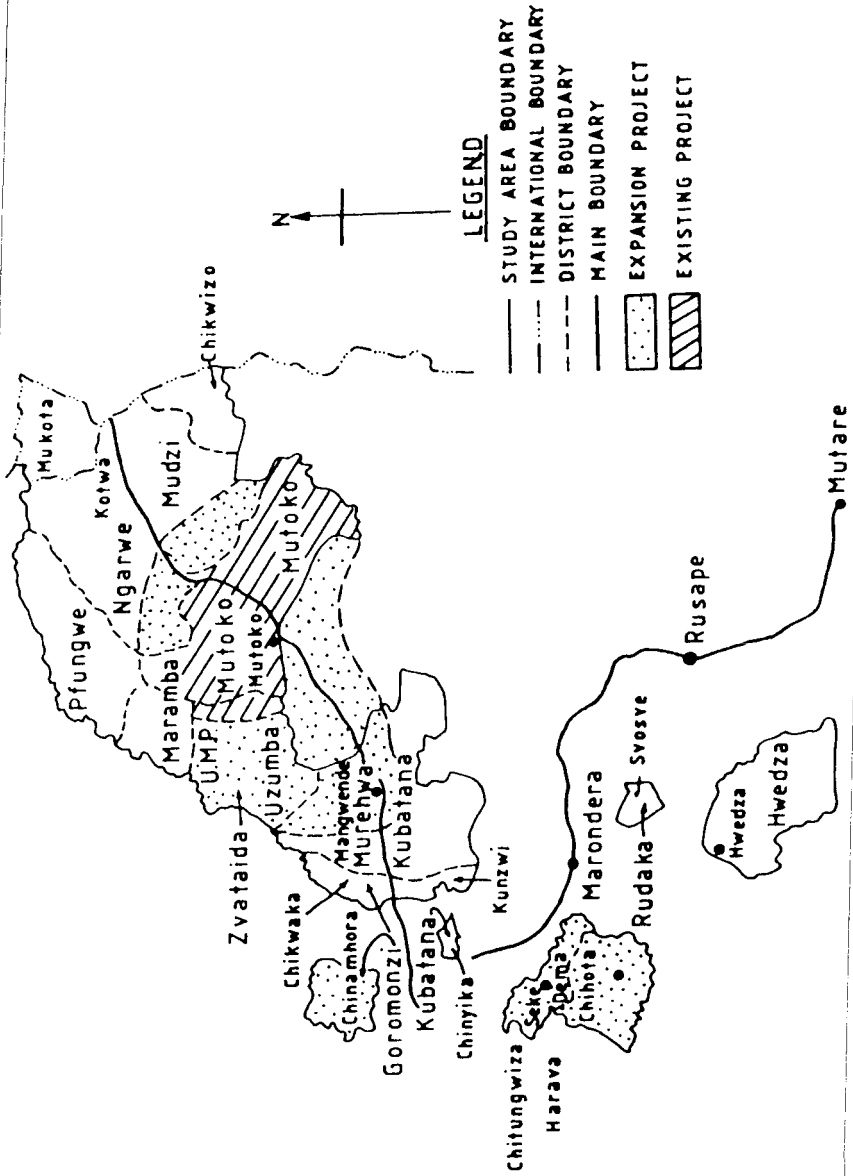 Mukota
Kotwa
Chikwizo
Mudzi
Ngarwe
Pfungwe
Maramba
Mutoko
Mutoko
Mutoko
U.M.P.
Uzumba
Zvataida
Mangwende
Murehwa
Kubatana
Chikwaka
Chinamhora
Goromonzi
Kubatana
Chinyika
Kunzwi
Chitungwiza
Seke
Harava
Chihota
Marondera
Rudaka
Svosve
Hwedza
Hwedza
Rusape
Mutare
N
LEGEND
STUDY AREA BOUNDARY
INTERNATIONAL BOUNDARY
DISTRICT BOUNDARY
MAIN BOUNDARY
EXPANSION PROJECT
EXISTING PROJECT